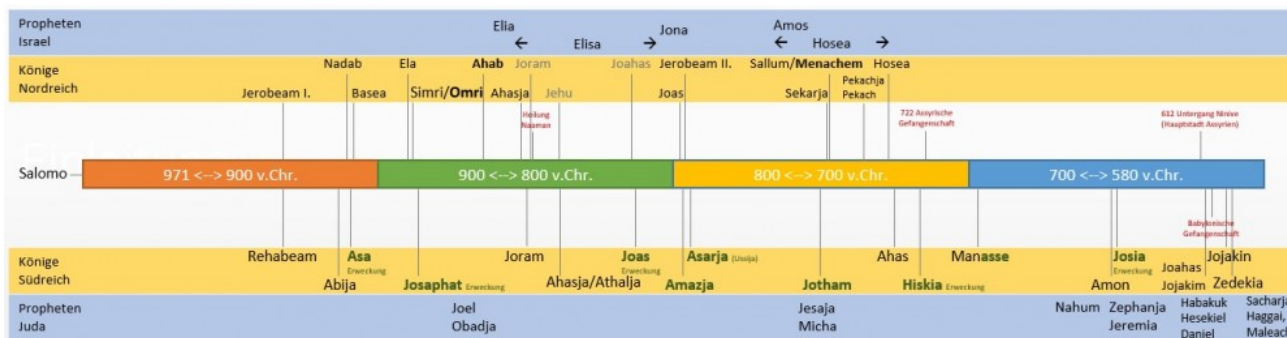 Propheten
Israel
Elia
Elisa
Jona
Amos
Hosea
Könige
Nordreich
Nadab
Ela
Ahab
Joram
Joahas
Jerobeam II.
Sallum/Menachem
Hosea
Jerobeam I.
Basea
Simri/Omri
Ahasja
Jehu
Joas
Sekarja
Pekachja
Pekach
Heilung
Naaman
722 Assyrische
Gefangenschaft
612 Untergang Ninive
(Hauptstadt Assyrien)
Salomo
971 <--> 900 v.Chr.
900 <--> 800 v.Chr.
800 <--> 700 v.Chr.
700 <--> 580 v.Chr.
Babylonische
Gefangenschaft
Könige
Südreich
Rehabeam
Asa
Erweckung
Joram
Joas
Erweckung
Asarja (Ussija)
Ahas
Manasse
Josia
Erweckung
Jojakin
Abija
Josaphat Erweckung
Ahasja/Athalja
Amazja
Jotham
Hiskia Erweckung
Amon
Joahas
Jojakim
Zedekia
Propheten
Juda
Joel
Obadja
Jesaja
Micha
Nahum
Zephanja
Jeremia
Habakuk
Hesekiel
Daniel
Sacharja
Haggai,
Maleach